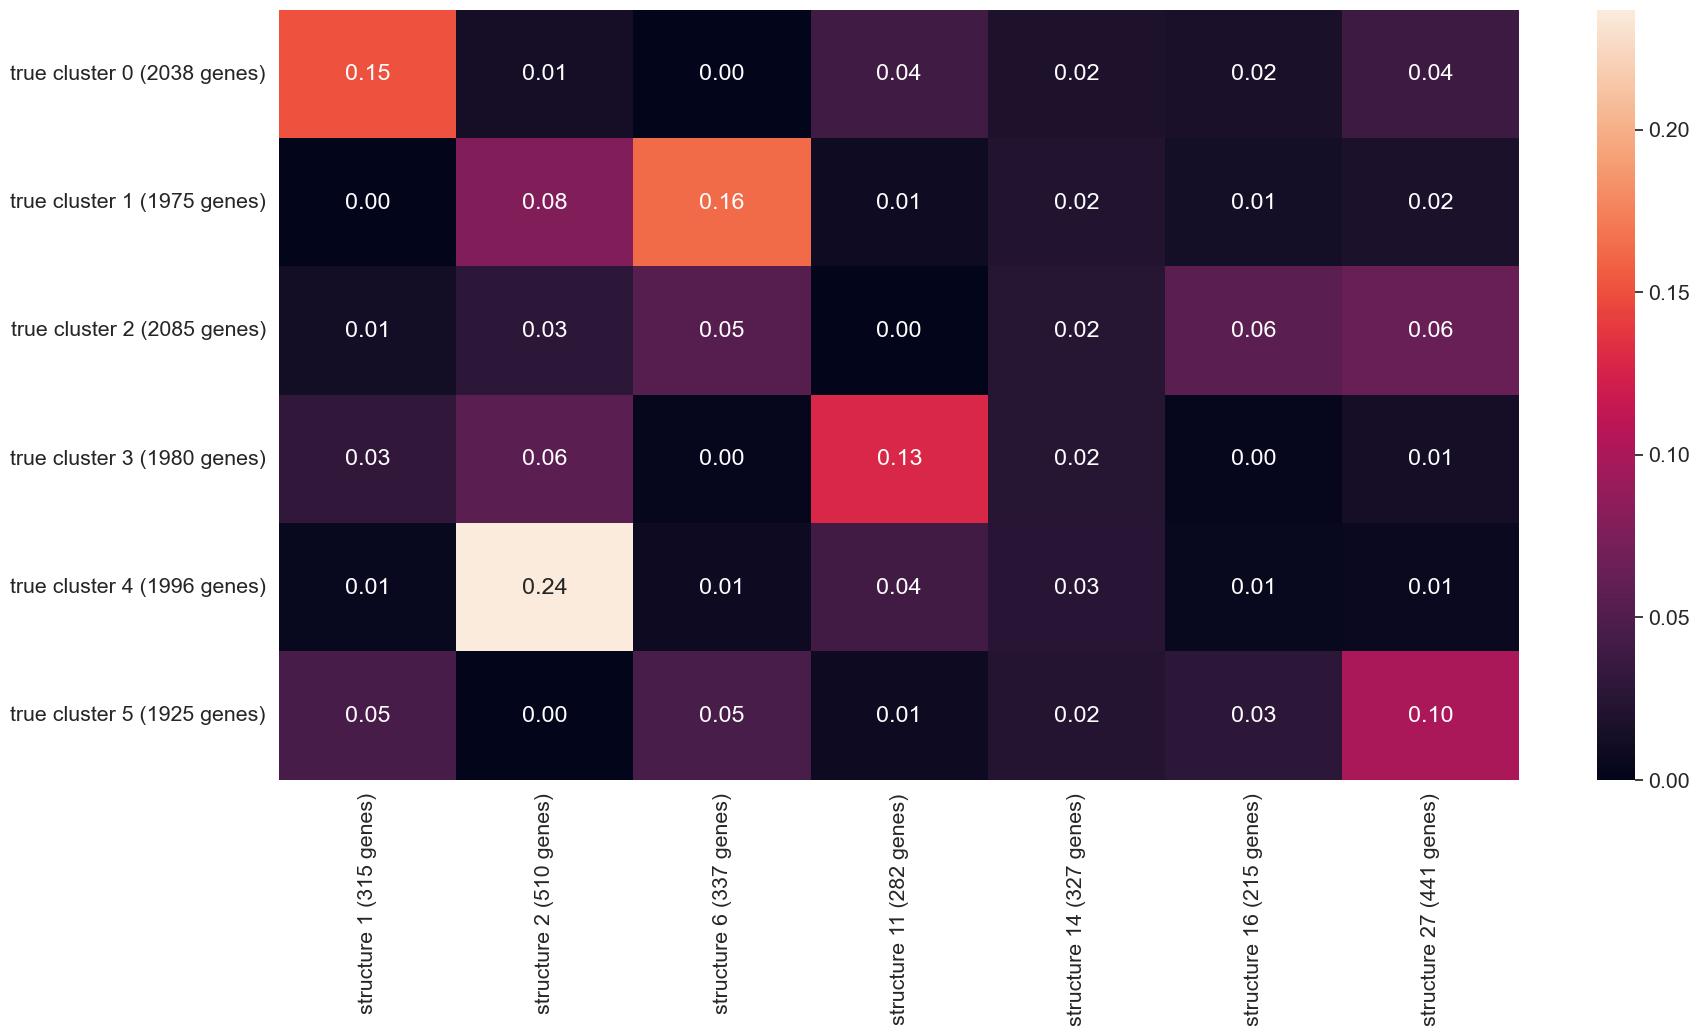 true cluster 0 (2038 genes) 0.15 0.01 0.00 0.04 0.02 0.02 0.04
true cluster 1 (1975 genes) 0.00 0.08 0.16 0.01 0.02 0.01 0.02
true cluster 2 (2085 genes) 0.01 0.03 0.05 0.00 0.02 0.06 0.06
true cluster 3 (1980 genes) 0.03 0.06 0.00 0.13 0.02 0.00 0.01
true cluster 4 (1996 genes) 0.01 0.24 0.01 0.04 0.03 0.01 0.01
true cluster 5 (1925 genes) 0.05 0.00 0.05 0.01 0.02 0.03 0.10
structure 1 (315 genes)
structure 2 (510 genes)
structure 6 (337 genes)
structure 11 (282 genes)
structure 14 (327 genes)
structure 16 (215 genes)
structure 27 (441 genes)
0.20
0.15
0.10
0.05
0.00